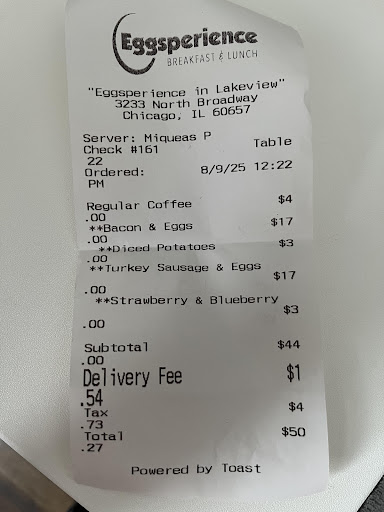 Eggsperience
BREAKFAST & LUNCH
"Eggsperience in Lakeview"
3233 North Broadway
Chicago, IL 60657
Server: Miqueas P
Check #161 Table
22
Ordered: 8/9/25 12:22
PM
Regular Coffee $4
.00
**Bacon & Eggs $17
.00
**Diced Potatoes $3
.00
**Turkey Sausage & Eggs
$17
.00
**Strawberry & Blueberry
$3
.00
Subtotal $44
.00
Delivery Fee $1
.54
Tax $4
.73
Total $50
.27
Powered by Toast